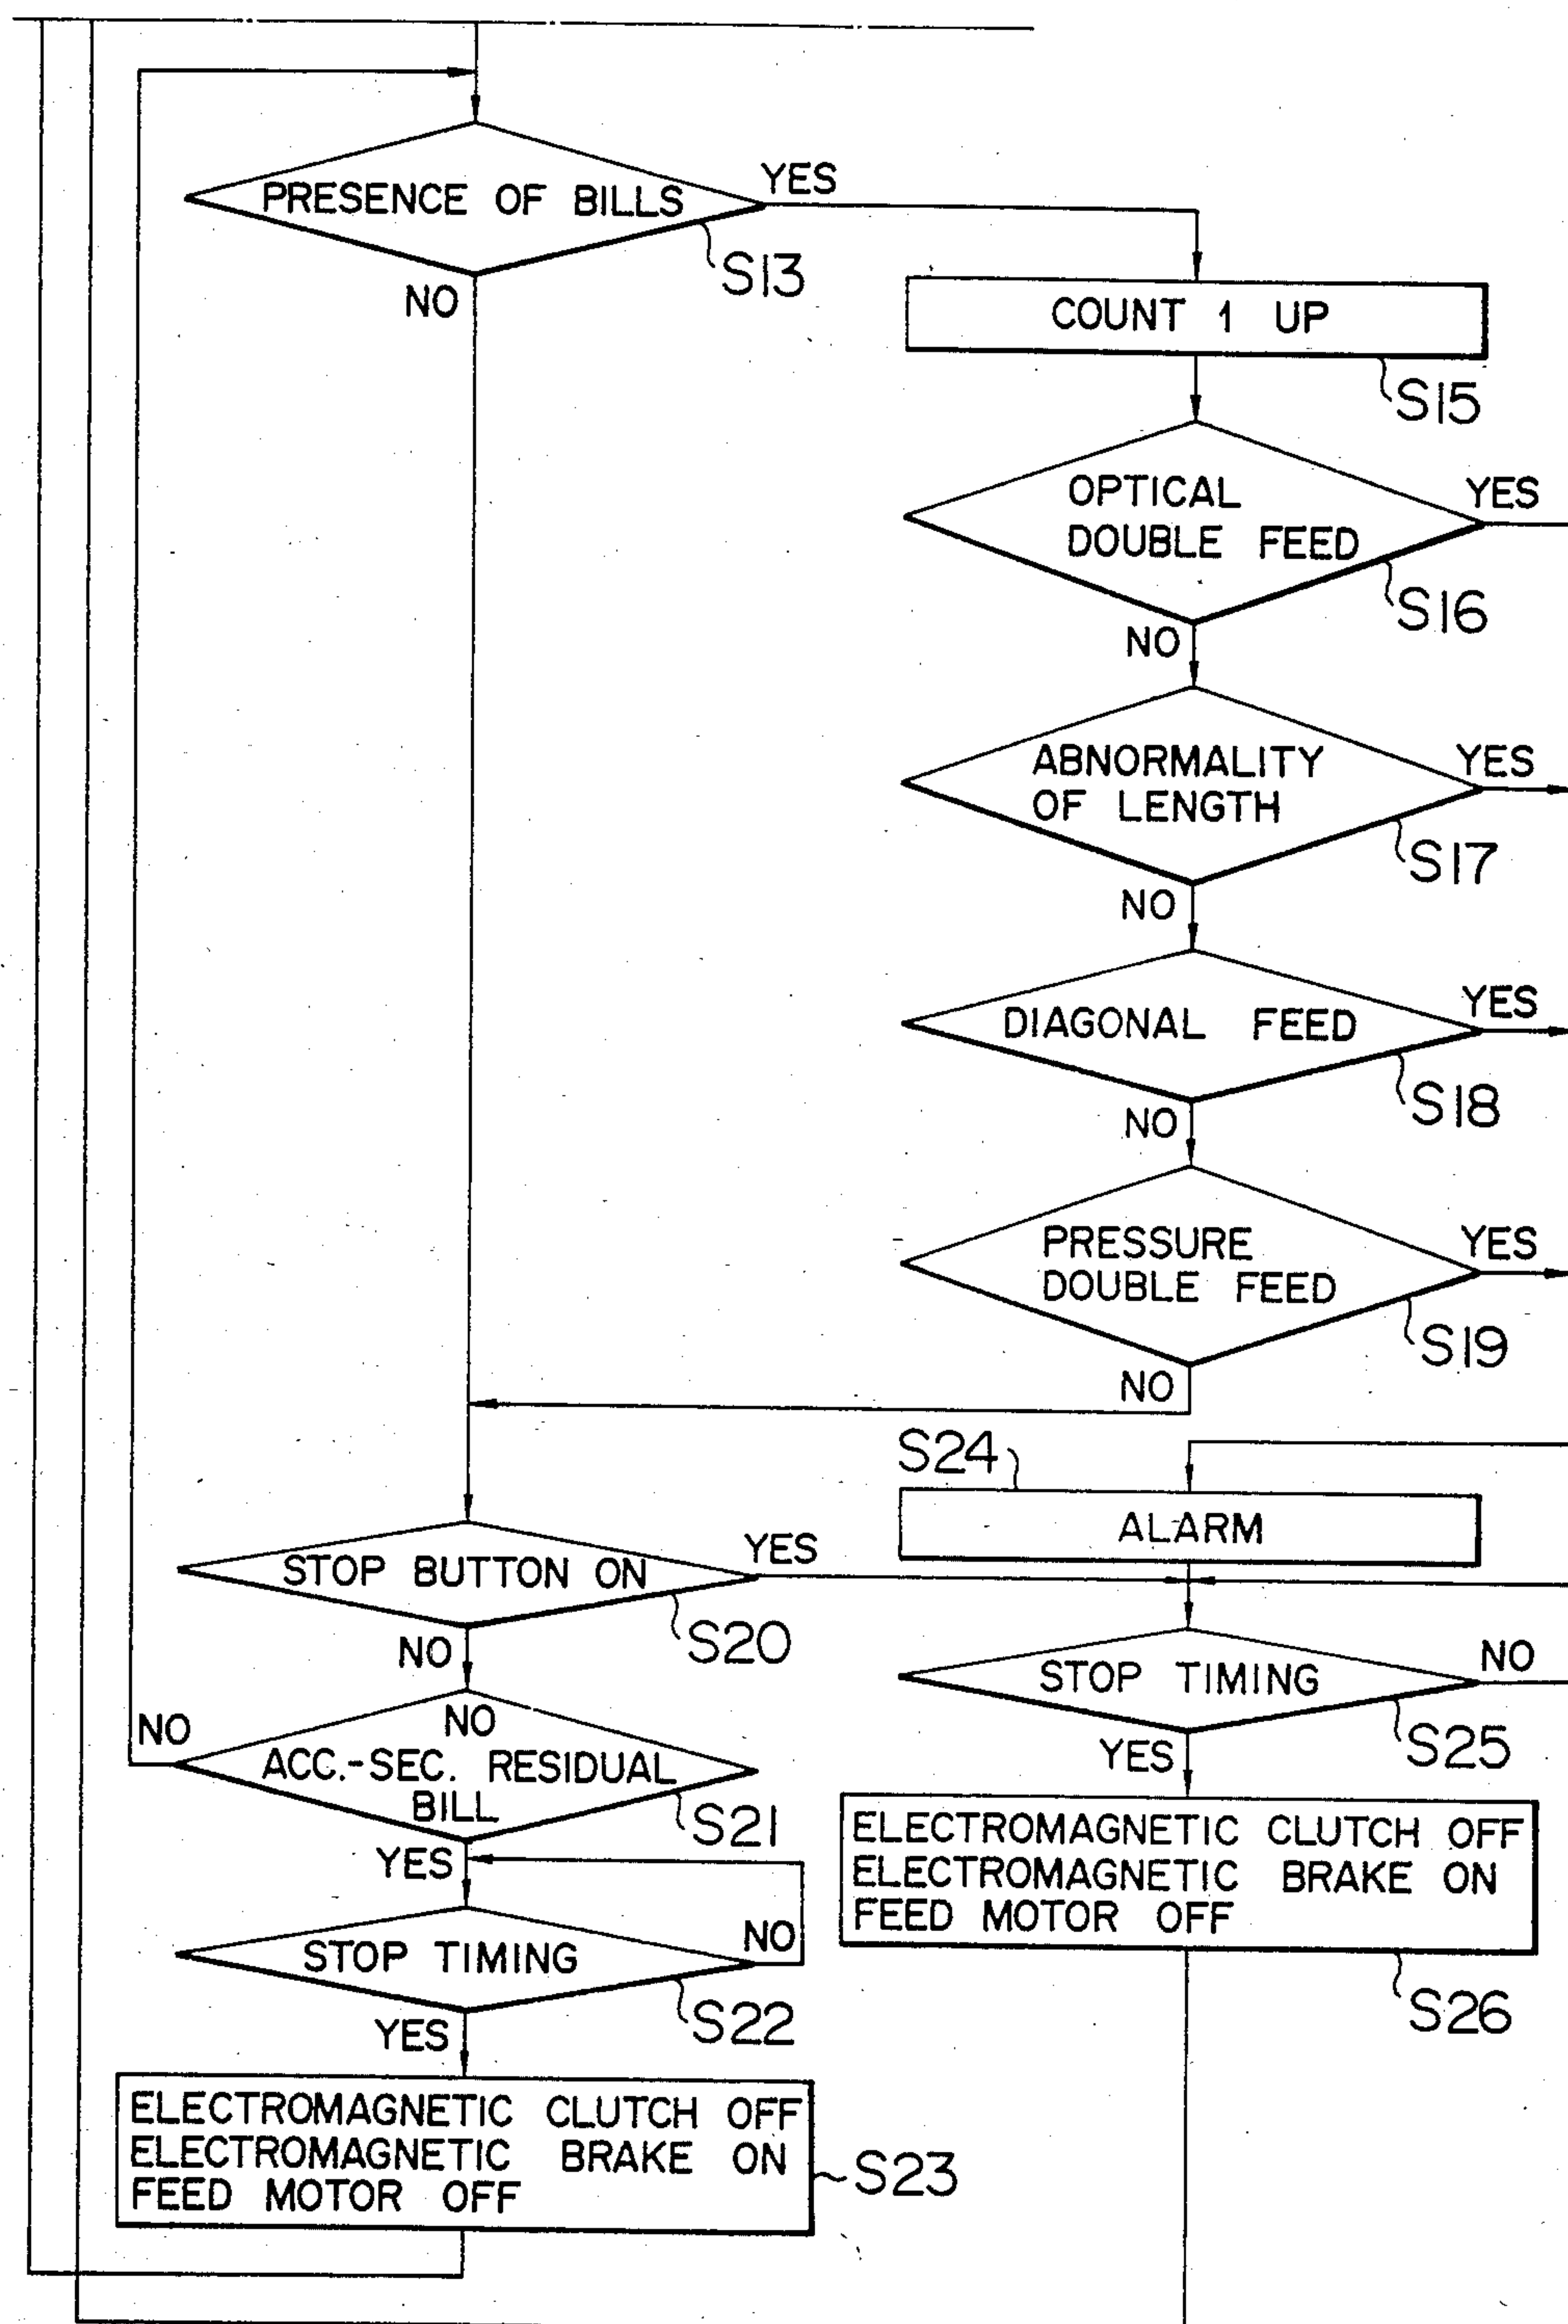 PRESENCE OF BILLS
YES
S13
NO
COUNT 1 UP
S15
OPTICAL
DOUBLE FEED
YES
S16
NO
ABNORMALITY
OF LENGTH
YES
S17
NO
DIAGONAL FEED
YES
S18
NO
PRESSURE
DOUBLE FEED
YES
S19
NO
S24
ALARM
STOP BUTTON ON
YES
S20
NO
STOP TIMING
NO
S25
YES
NO
NO
ACC.-SEC. RESIDUAL
BILL
S21
YES
ELECTROMAGNETIC CLUTCH OFF
ELECTROMAGNETIC BRAKE ON
FEED MOTOR OFF
S26
STOP TIMING
NO
S22
YES
ELECTROMAGNETIC CLUTCH OFF
ELECTROMAGNETIC BRAKE ON
FEED MOTOR OFF
S23